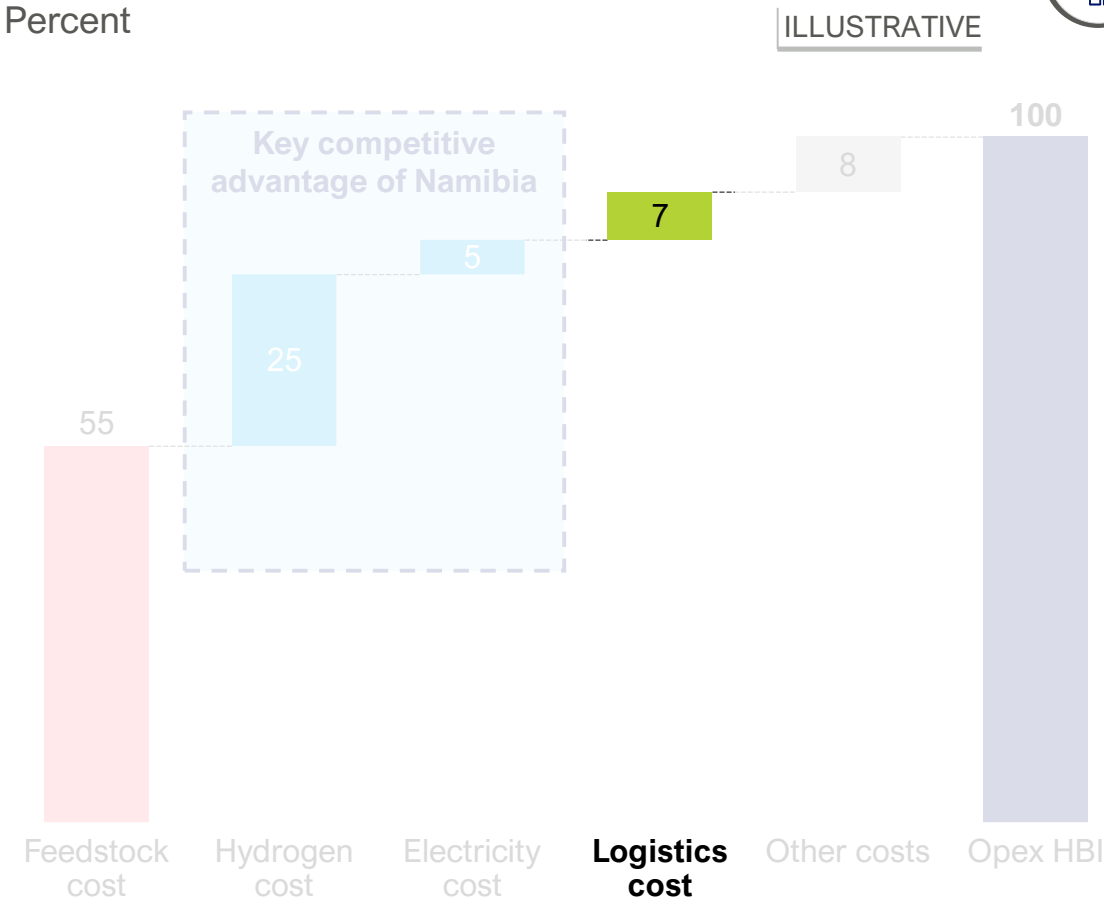 Percent
ILLUSTRATIVE
100
Key competitive
advantage of Namibia
8
7
5
25
55
Feedstock
cost
Hydrogen
cost
Electricity
cost
Logistics
cost
Other costs
Opex HBI